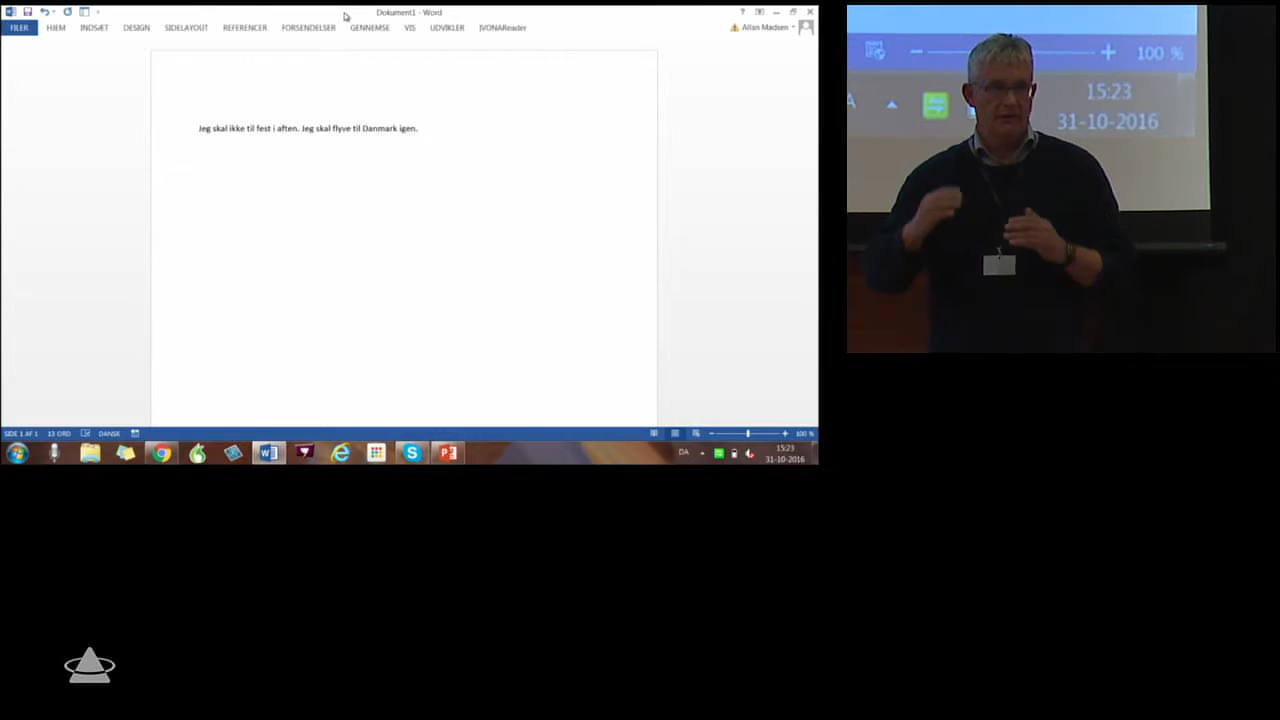 Dokument1 - Word
FILER HJEM INDSÆT DESIGN SIDELAYOUT REFERENCER FORSENDELSER GENNEMSE VIS UDVIKLER IVONAReader Allan Madsen
Jeg skal ikke til fest i aften. Jeg skal flyve til Danmark igen.
SIDE 1 AF 1 13 ORD DANSK 100 %
DA 15:23
31-10-2016
100 %
15:23
31-10-2016